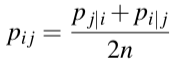 p_{ij} = \frac{p_{j|i} + p_{i|j}}{2n}